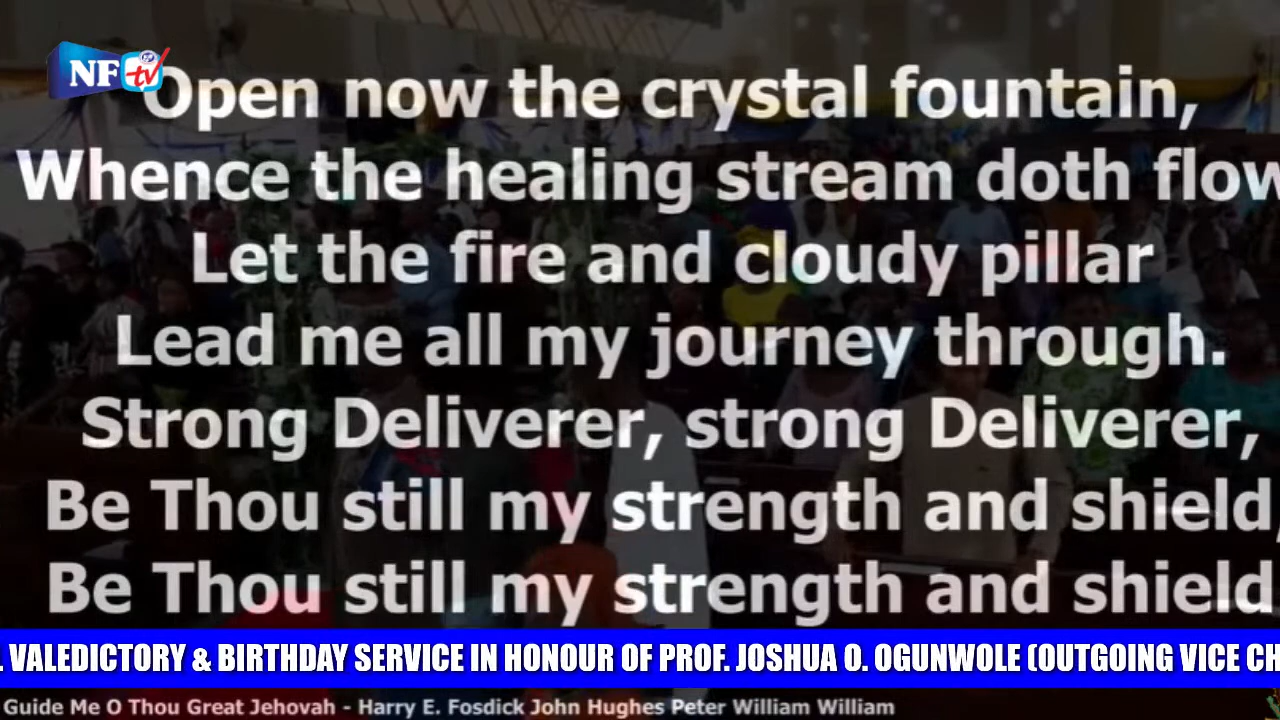 NF tv
Open now the crystal fountain,
Whence the healing stream doth flow
Let the fire and cloudy pillar
Lead me all my journey through.
Strong Deliverer, strong Deliverer,
Be Thou still my strength and shield,
Be Thou still my strength and shield
. VALEDICTORY & BIRTHDAY SERVICE IN HONOUR OF PROF. JOSHUA O. OGUNWOLE (OUTGOING VICE CH
Guide Me O Thou Great Jehovah - Harry E. Fosdick John Hughes Peter William William